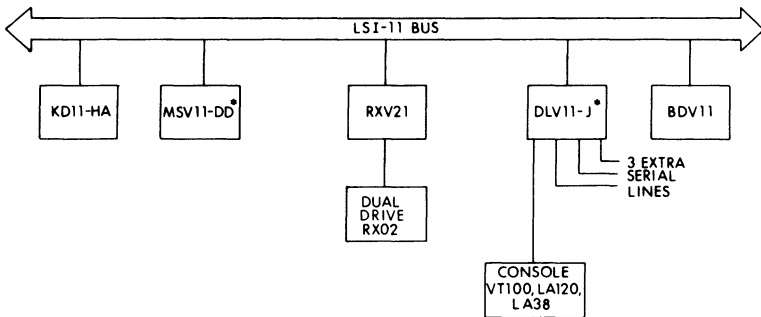 LSI-11 BUS
KD11-HA
MSV11-DD*
RXV21
DLV11-J*
BDV11
3 EXTRA
SERIAL
LINES
DUAL
DRIVE
RX02
CONSOLE
VT100, LA120,
LA38